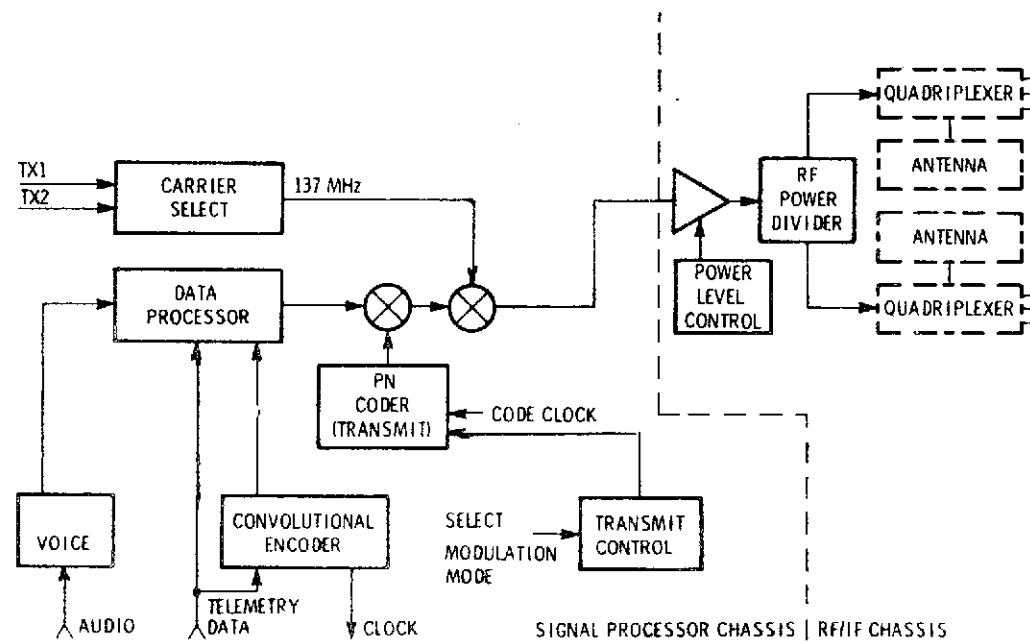 QUADRIPLEXER
ANTENNA
TX1
TX2
CARRIER
SELECT
137 MHz
RF
POWER
DIVIDER
ANTENNA
POWER
LEVEL
CONTROL
QUADRIPLEXER
DATA
PROCESSOR
PN
CODER
(TRANSMIT)
CODE CLOCK
VOICE
CONVOLUTIONAL
ENCODER
SELECT
MODULATION
MODE
TRANSMIT
CONTROL
AUDIO
TELEMETRY
DATA
CLOCK
SIGNAL PROCESSOR CHASSIS
RF/IF CHASSIS